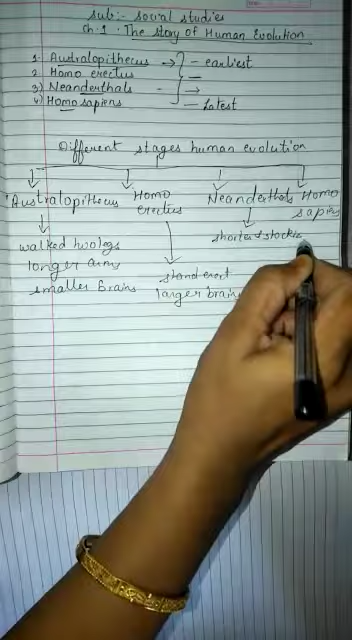 Sub:- Social studies
Ch-1. The Story of Human Evolution
1. Australopithecus → - earliest
2. Homo erectus -
3) Neanderthals - →
4) Homo sapiens - Latest
Different stages human evolution
Australopithecus Homo erectus Neanderthals Homo sapiens
walked two legs
longer arms
smaller brains
stand erect
larger brain
shorter & stockie